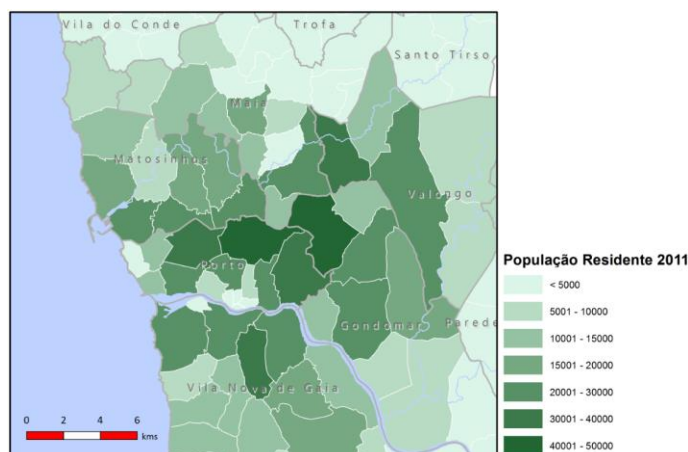 Vila do Conde
Trofa
Santo Tirso
Maia
Matosinhos
Valongo
Porto
Gondomar
Parede
Vila Nova de Gaia
0 2 4 6
kms
População Residente 2011
< 5000
5001 - 10000
10001 - 15000
15001 - 20000
20001 - 30000
30001 - 40000
40001 - 50000